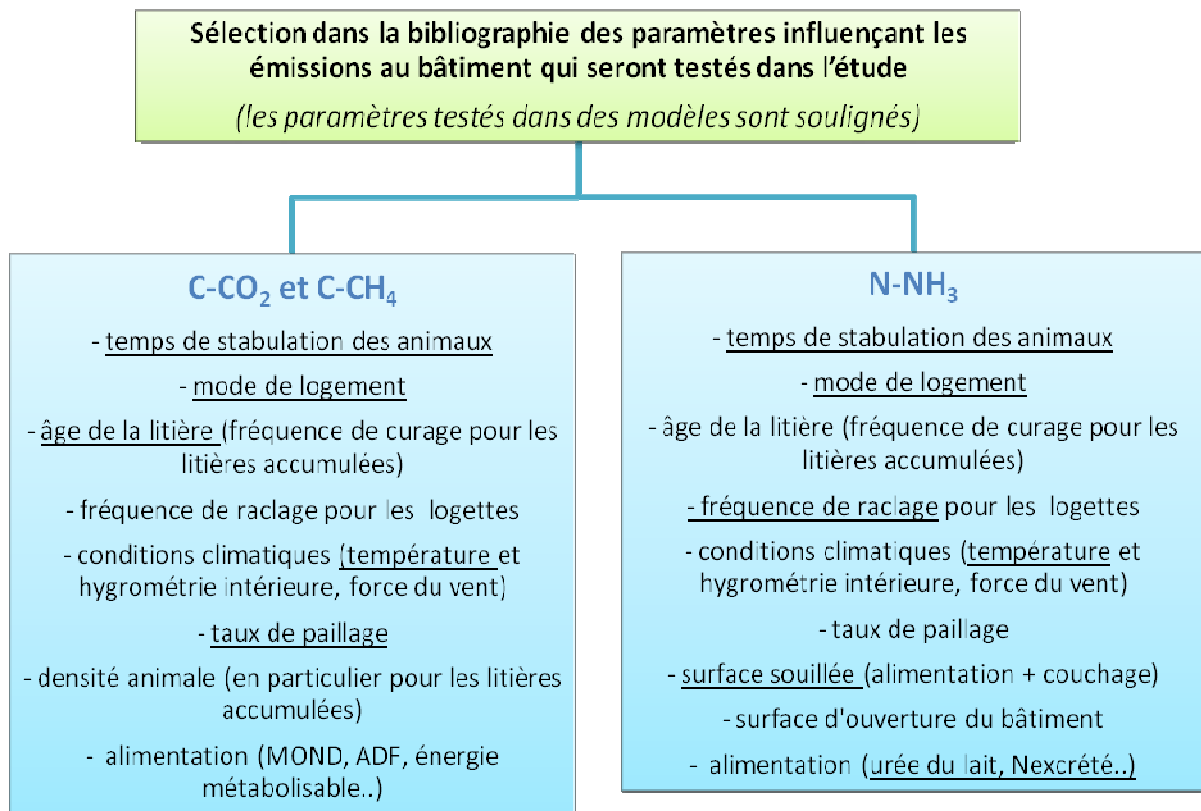 Sélection dans la bibliographie des paramètres influençant les
émissions au bâtiment qui seront testés dans l'étude
(les paramètres testés dans des modèles sont soulignés)
C-CO₂ et C-CH₄
- temps de stabulation des animaux
- mode de logement
- âge de la litière (fréquence de curage pour les
litières accumulées)
- fréquence de raclage pour les logettes
- conditions climatiques (température et
hygrométrie intérieure, force du vent)
- taux de paillage
- densité animale (en particulier pour les litières
accumulées)
- alimentation (MOND, ADF, énergie
métabolisable..)
N-NH₃
- temps de stabulation des animaux
- mode de logement
- âge de la litière (fréquence de curage pour les
litières accumulées)
- fréquence de raclage pour les logettes
- conditions climatiques (température et
hygrométrie intérieure, force du vent)
- taux de paillage
- surface souillée (alimentation + couchage)
- surface d'ouverture du bâtiment
- alimentation (urée du lait, Nexcrété..)